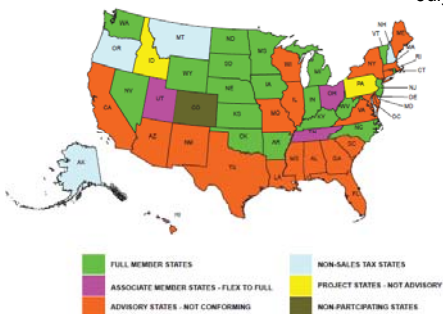 July
NH
WA
VT
ME
MT
ND
MN
MA
OR
RI
ID
SD
WI
NY
MI
CT
WY
PA
IA
NJ
NE
OH
DE
NV
IL
IN
MD
UT
CO
WV
VA
DC
KS
MO
KY
CA
NC
TN
OK
AR
SC
AZ
NM
MS
AL
GA
TX
LA
AK
FL
HI
FULL MEMBER STATES
NON-SALES TAX STATES
ASSOCIATE MEMBER STATES - FLEX TO FULL
PROJECT STATES - NOT ADVISORY
ADVISORY STATES - NOT CONFORMING
NON-PARTICIPATING STATES